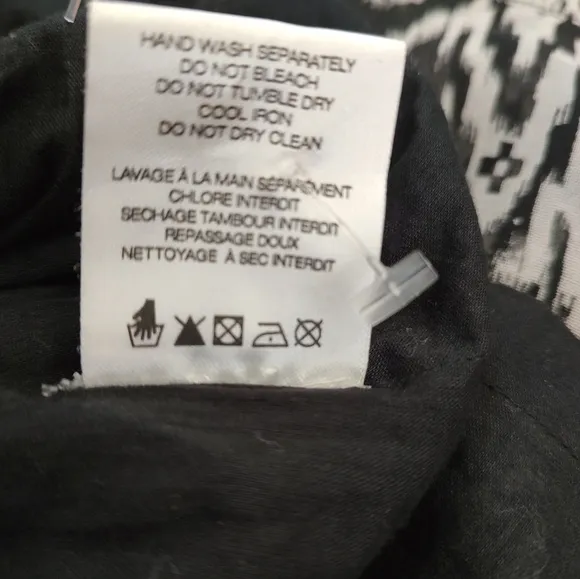 HAND WASH SEPARATELY
DO NOT BLEACH
DO NOT TUMBLE DRY
COOL IRON
DO NOT DRY CLEAN
LAVAGE À LA MAIN SÉPARÉMENT
CHLORE INTERDIT
SECHAGE TAMBOUR INTERDIT
REPASSAGE DOUX
NETTOYAGE À SEC INTERDIT